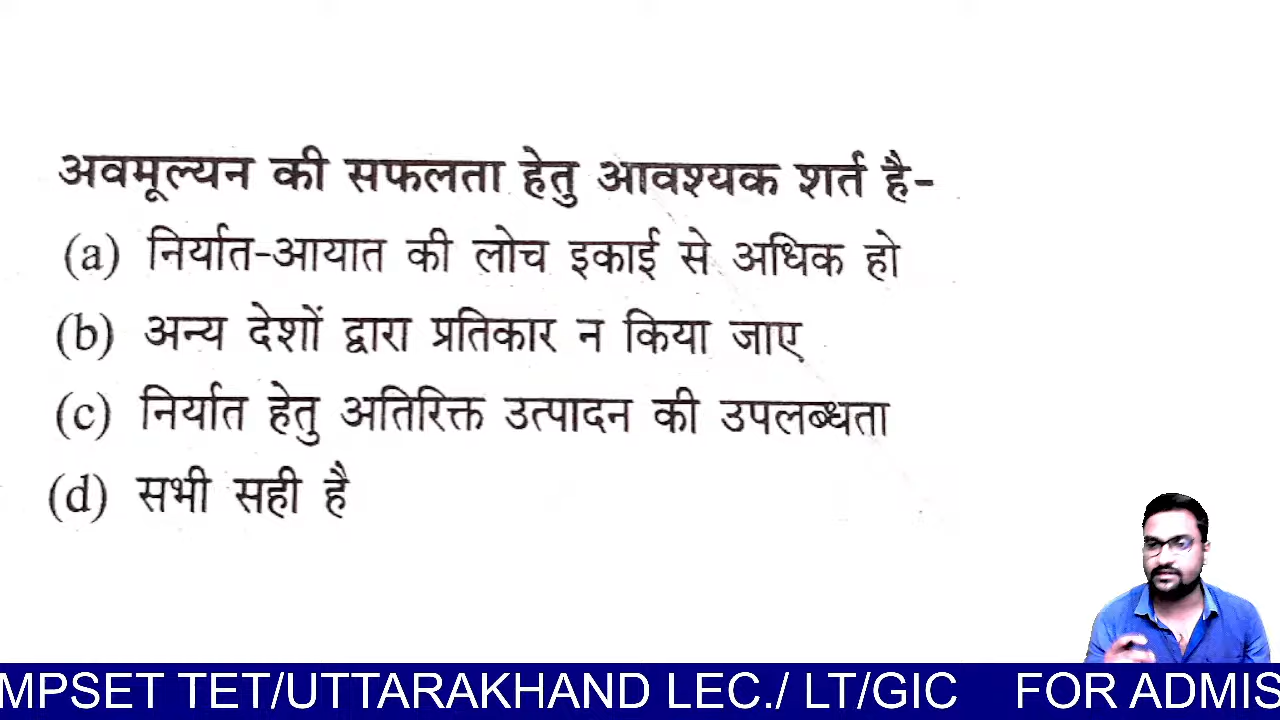 अवमूल्यन की सफलता हेतु आवश्यक शर्त है-
(a) निर्यात-आयात की लोच इकाई से अधिक हो
(b) अन्य देशों द्वारा प्रतिकार न किया जाए
(c) निर्यात हेतु अतिरिक्त उत्पादन की उपलब्धता
(d) सभी सही है
MPSET TET/UTTARAKHAND LEC./ LT/GIC FOR ADMIS